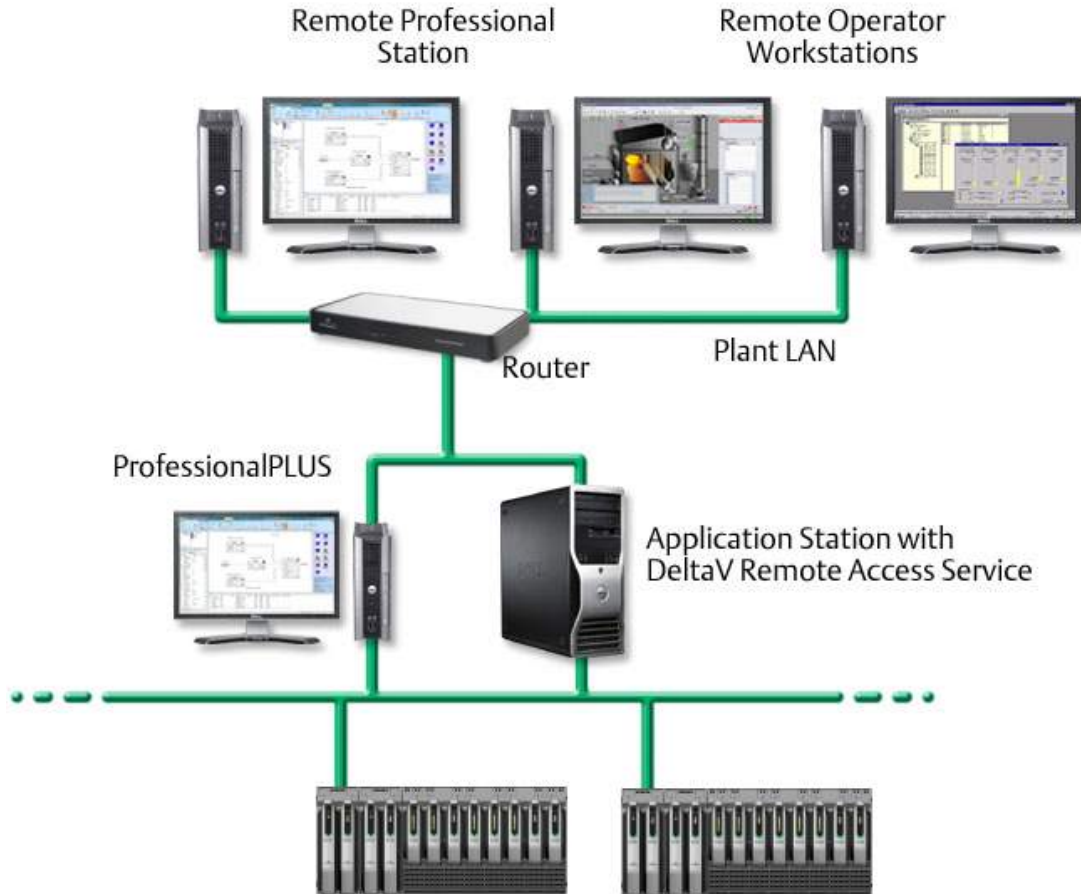 Remote Professional
Station
Remote Operator
Workstations
Router
Plant LAN
ProfessionalPLUS
Application Station with
DeltaV Remote Access Service